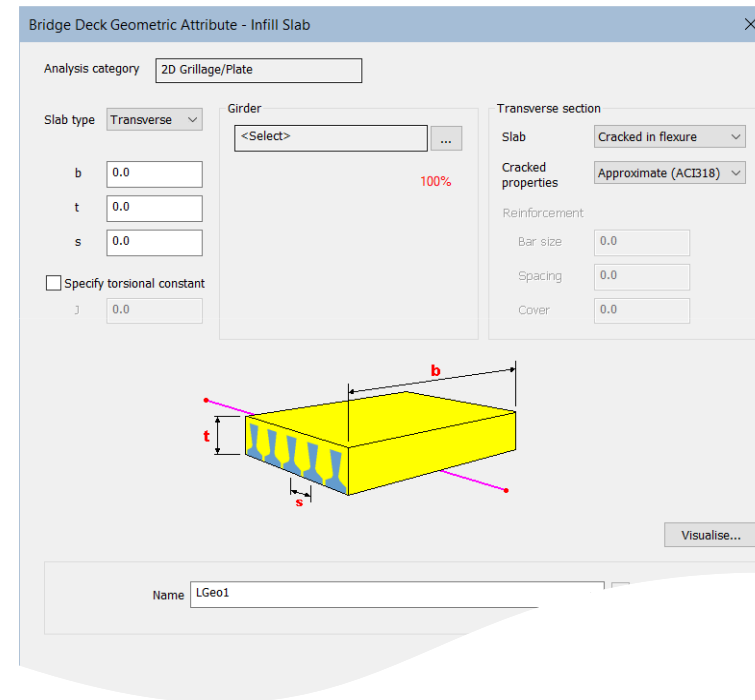 Bridge Deck Geometric Attribute - Infill Slab
Analysis category 2D Grillage/Plate
Slab type Transverse
b 0.0
t 0.0
s 0.0
Specify torsional constant
J 0.0
Girder
<Select> ...
100%
Transverse section
Slab Cracked in flexure
Cracked
properties Approximate (ACI318)
Reinforcement
Bar size 0.0
Spacing 0.0
Cover 0.0
b
t
s
Visualise...
Name LGeo1